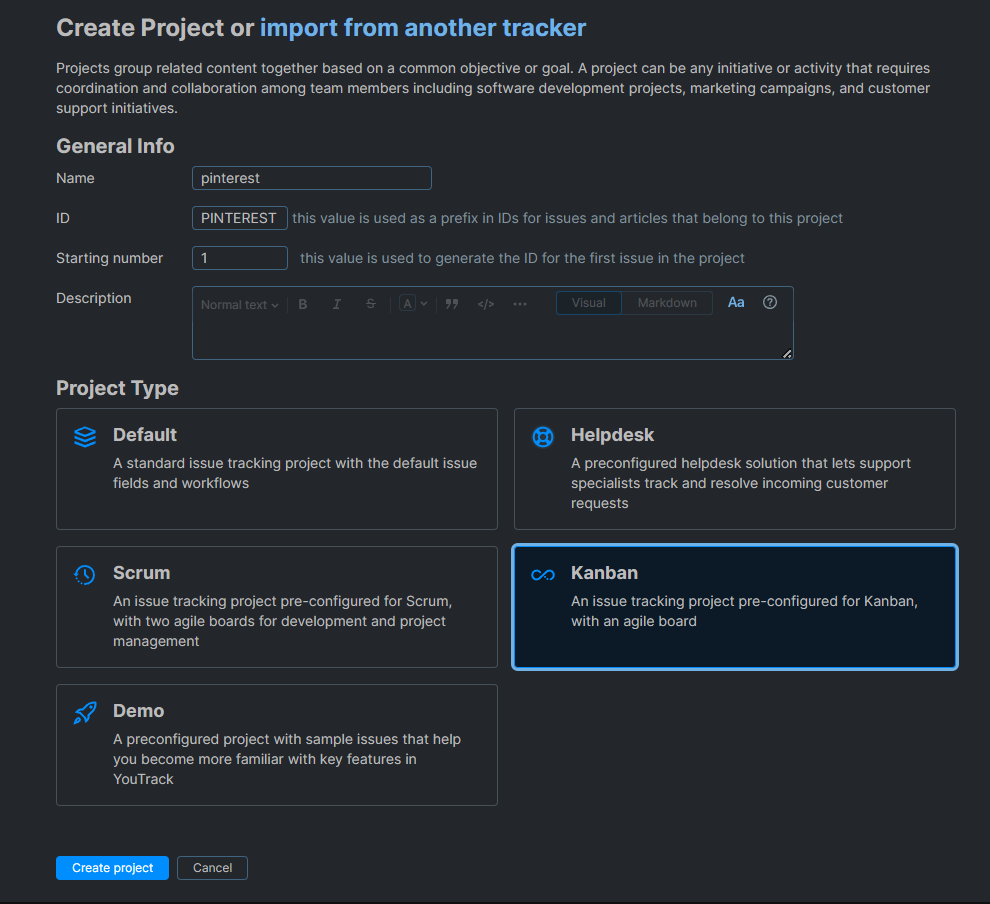 Create Project or import from another tracker
Projects group related content together based on a common objective or goal. A project can be any initiative or activity that requires
coordination and collaboration among team members including software development projects, marketing campaigns, and customer
support initiatives.
General Info
Name
pinterest
ID
PINTEREST
this value is used as a prefix in IDs for issues and articles that belong to this project
Starting number
1
this value is used to generate the ID for the first issue in the project
Description
Normal text B I S A </> ... Visual Markdown Aa ?
Project Type
Default
A standard issue tracking project with the default issue
fields and workflows
Helpdesk
A preconfigured helpdesk solution that lets support
specialists track and resolve incoming customer
requests
Scrum
An issue tracking project pre-configured for Scrum,
with two agile boards for development and project
management
Kanban
An issue tracking project pre-configured for Kanban,
with an agile board
Demo
A preconfigured project with sample issues that help
you become more familiar with key features in
YouTrack
Create project
Cancel